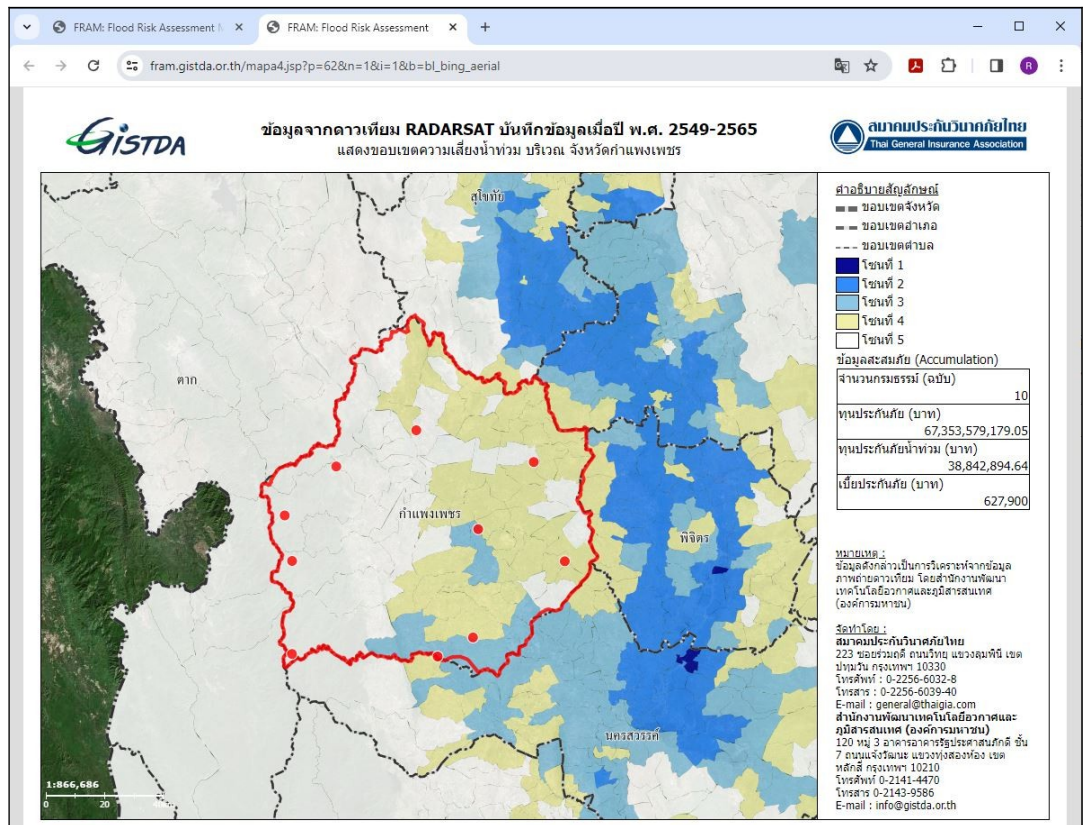 FRAM: Flood Risk Assessment M
FRAM: Flood Risk Assessment
fram.gistda.or.th/mapa4.jsp?p=62&n=1&i=1&b=bl_bing_aerial
R
GISTDA
ข้อมูลจากดาวเทียม RADARSAT บันทึกข้อมูลเมื่อปี พ.ศ. 2549-2565
แสดงขอบเขตความเสี่ยงน้ำท่วม บริเวณ จังหวัดกำแพงเพชร
สมาคมประกันวินาศภัยไทย
Thai General Insurance Association
สุโขทัย
ตาก
กำแพงเพชร
พิจิตร
นครสวรรค์
1:866,686
0 20
คำอธิบายสัญลักษณ์
ขอบเขตจังหวัด
ขอบเขตอำเภอ
ขอบเขตตำบล
โซนที่ 1
โซนที่ 2
โซนที่ 3
โซนที่ 4
โซนที่ 5
ข้อมูลสะสมภัย (Accumulation)
จำนวนกรมธรรม์ (ฉบับ)
10
ทุนประกันภัย (บาท)
67,353,579,179.05
ทุนประกันภัยน้ำท่วม (บาท)
38,842,894.64
เบี้ยประกันภัย (บาท)
627,900
หมายเหตุ :
ข้อมูลดังกล่าวเป็นการวิเคราะห์จากข้อมูล
ภาพถ่ายดาวเทียม โดยสำนักงานพัฒนา
เทคโนโลยีอวกาศและภูมิสารสนเทศ
(องค์การมหาชน)
จัดทำโดย :
สมาคมประกันวินาศภัยไทย
223 ซอยร่วมฤดี ถนนวิทยุ แขวงลุมพินี เขต
ปทุมวัน กรุงเทพฯ 10330
โทรศัพท์ : 0-2256-6032-8
โทรสาร : 0-2256-6039-40
E-mail : general@thaigia.com
สำนักงานพัฒนาเทคโนโลยีอวกาศและ
ภูมิสารสนเทศ (องค์การมหาชน)
120 หมู่ 3 อาคารอาคารรัฐประศาสนภักดี ชั้น
7 ถนนแจ้งวัฒนะ แขวงทุ่งสองห้อง เขต
หลักสี่ กรุงเทพฯ 10210
โทรศัพท์ 0-2141-4470
โทรสาร 0-2143-9586
E-mail : info@gistda.or.th